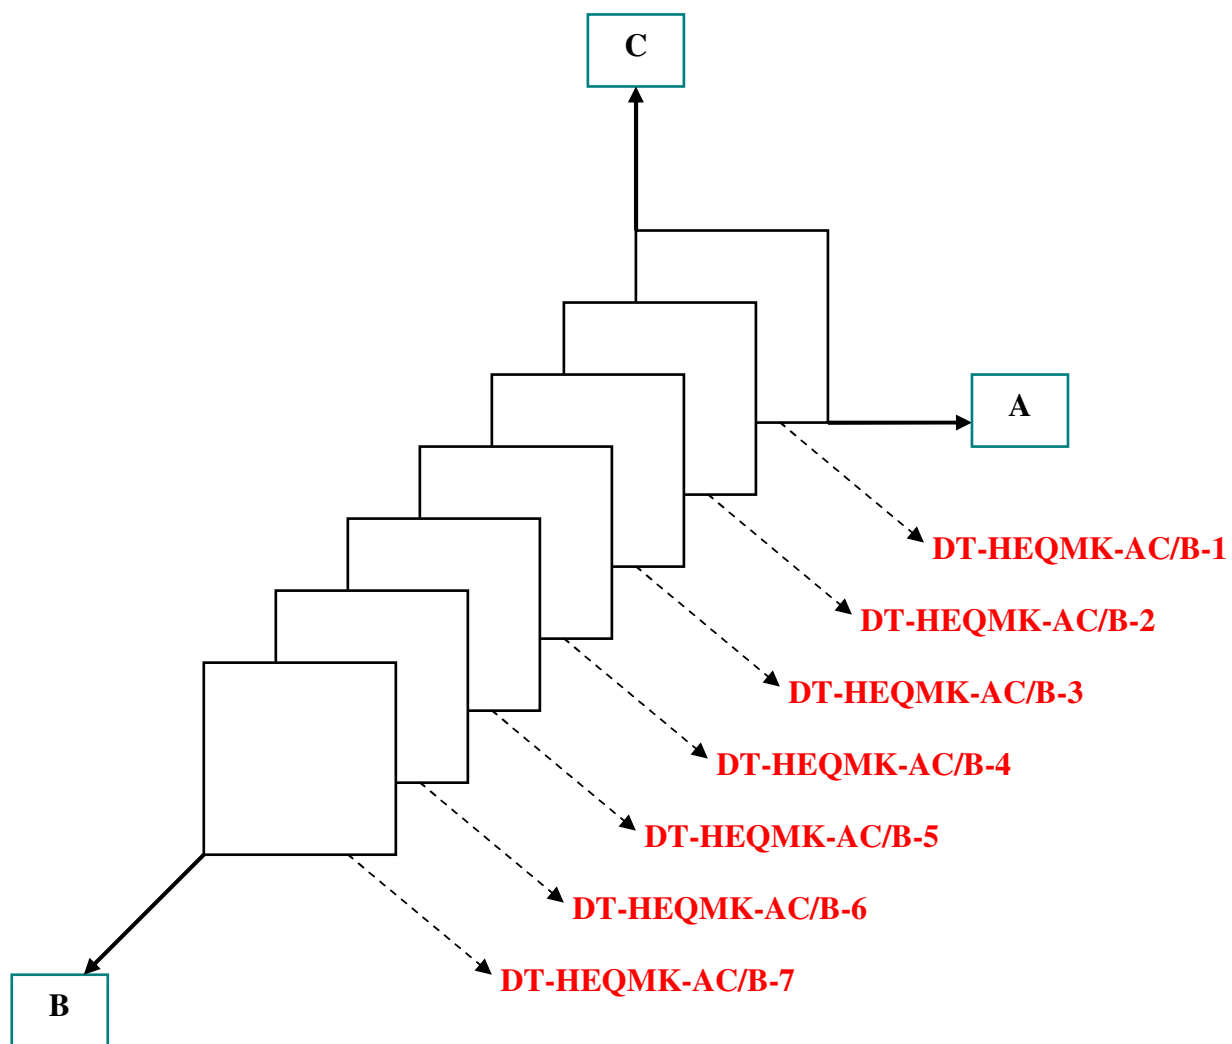 C
A
DT-HEQMK-AC/B-1
DT-HEQMK-AC/B-2
DT-HEQMK-AC/B-3
DT-HEQMK-AC/B-4
DT-HEQMK-AC/B-5
DT-HEQMK-AC/B-6
DT-HEQMK-AC/B-7
B